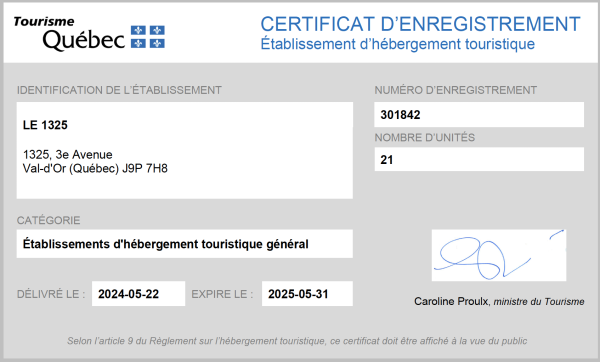 Tourisme
Québec
CERTIFICAT D'ENREGISTREMENT
Établissement d'hébergement touristique
IDENTIFICATION DE L'ÉTABLISSEMENT
LE 1325
1325, 3e Avenue
Val-d'Or (Québec) J9P 7H8
NUMÉRO D'ENREGISTREMENT
301842
NOMBRE D'UNITÉS
21
CATÉGORIE
Établissements d'hébergement touristique général
DÉLIVRÉ LE :
2024-05-22
EXPIRE LE :
2025-05-31
Caroline Proulx, ministre du Tourisme
Selon l'article 9 du Règlement sur l'hébergement touristique, ce certificat doit être affiché à la vue du public